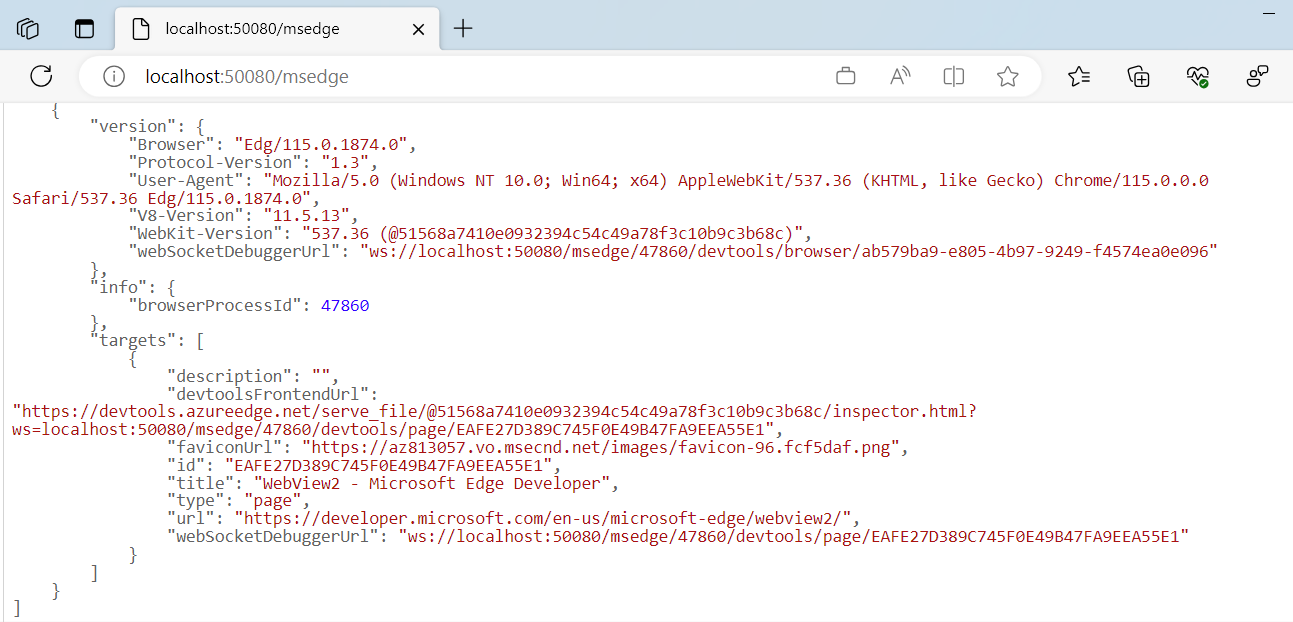 localhost:50080/msedge
localhost:50080/msedge
{
"version": {
"Browser": "Edg/115.0.1874.0",
"Protocol-Version": "1.3",
"User-Agent": "Mozilla/5.0 (Windows NT 10.0; Win64; x64) AppleWebKit/537.36 (KHTML, like Gecko) Chrome/115.0.0.0
Safari/537.36 Edg/115.0.1874.0",
"V8-Version": "11.5.13",
"WebKit-Version": "537.36 (@51568a7410e0932394c54c49a78f3c10b9c3b68c)",
"webSocketDebuggerUrl": "ws://localhost:50080/msedge/47860/devtools/browser/ab579ba9-e805-4b97-9249-f4574ea0e096"
},
"info": {
"browserProcessId": 47860
},
"targets": [
{
"description": "",
"devtoolsFrontendUrl":
"https://devtools.azureedge.net/serve_file/@51568a7410e0932394c54c49a78f3c10b9c3b68c/inspector.html?
ws=localhost:50080/msedge/47860/devtools/page/EAFE27D389C745F0E49B47FA9EEA55E1",
"faviconUrl": "https://az813057.vo.msecnd.net/images/favicon-96.fcf5daf.png",
"id": "EAFE27D389C745F0E49B47FA9EEA55E1",
"title": "WebView2 - Microsoft Edge Developer",
"type": "page",
"url": "https://developer.microsoft.com/en-us/microsoft-edge/webview2/",
"webSocketDebuggerUrl": "ws://localhost:50080/msedge/47860/devtools/page/EAFE27D389C745F0E49B47FA9EEA55E1"
}
]
}
]